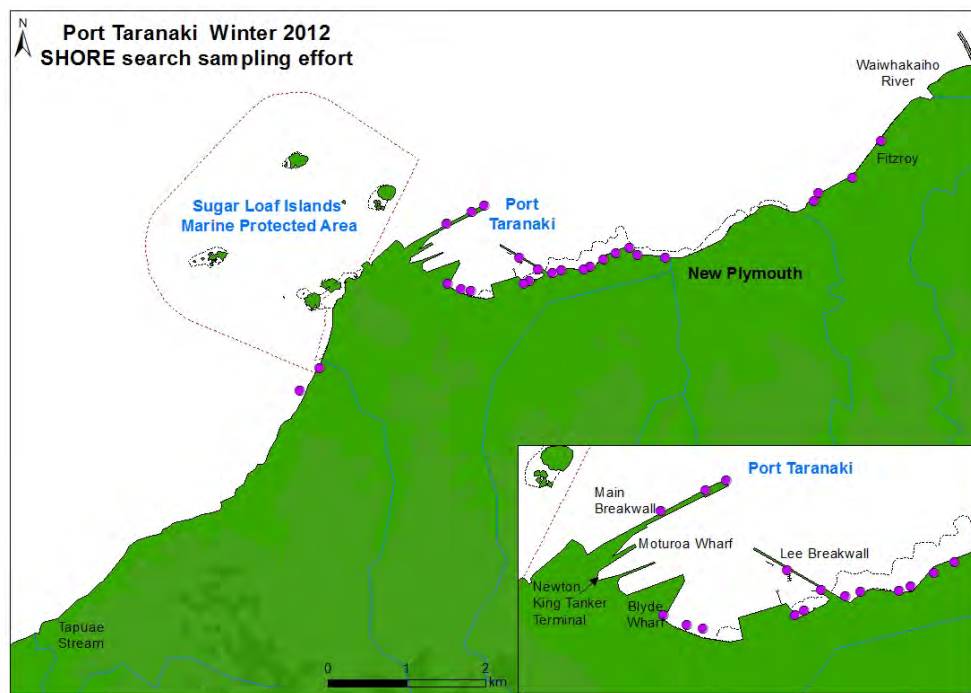 N
Port Taranaki Winter 2012
SHORE search sampling effort
Waiwhakaiho
River
Fitzroy
Sugar Loaf Islands
Marine Protected Area
Port
Taranaki
New Plymouth
Tapuae
Stream
0 1 2
km
Port Taranaki
Main
Breakwall
Moturoa Wharf
Lee Breakwall
Newton
King Tanker
Terminal
Blyde
Wharf